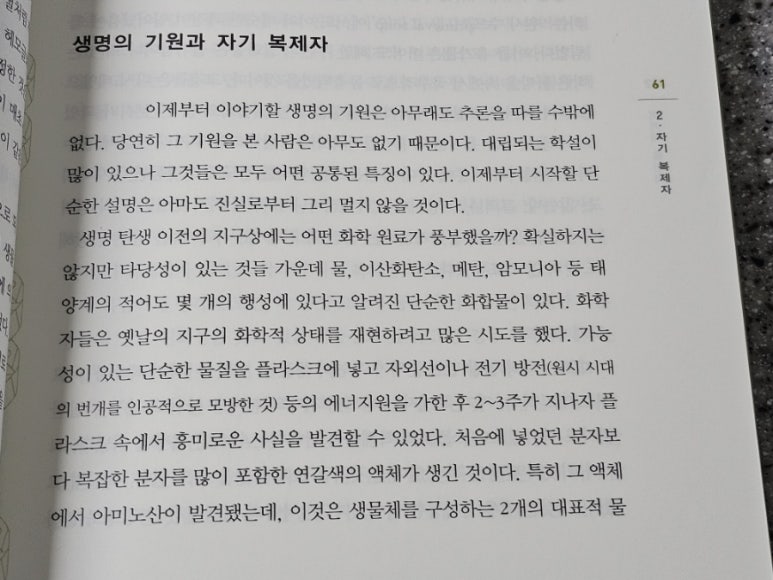 생명의 기원과 자기 복제자
이제부터 이야기할 생명의 기원은 아무래도 추론을 따를 수밖에
없다. 당연히 그 기원을 본 사람은 아무도 없기 때문이다. 대립되는 학설이
많이 있으나 그것들은 모두 어떤 공통된 특징이 있다. 이제부터 시작할 단
순한 설명은 아마도 진실로부터 그리 멀지 않을 것이다.
생명 탄생 이전의 지구상에는 어떤 화학 원료가 풍부했을까? 확실하지는
않지만 타당성이 있는 것들 가운데 물, 이산화탄소, 메탄, 암모니아 등 태
양계의 적어도 몇 개의 행성에 있다고 알려진 단순한 화합물이 있다. 화학
자들은 옛날의 지구의 화학적 상태를 재현하려고 많은 시도를 했다. 가능
성이 있는 단순한 물질을 플라스크에 넣고 자외선이나 전기 방전(원시 시대
의 번개를 인공적으로 모방한 것) 등의 에너지원을 가한 후 2~3주가 지나자 플
라스크 속에서 흥미로운 사실을 발견할 수 있었다. 처음에 넣었던 분자보
다 복잡한 분자를 많이 포함한 연갈색의 액체가 생긴 것이다. 특히 그 액체
에서 아미노산이 발견됐는데, 이것은 생물체를 구성하는 2개의 대표적 물
61
2 · 자기 복제자